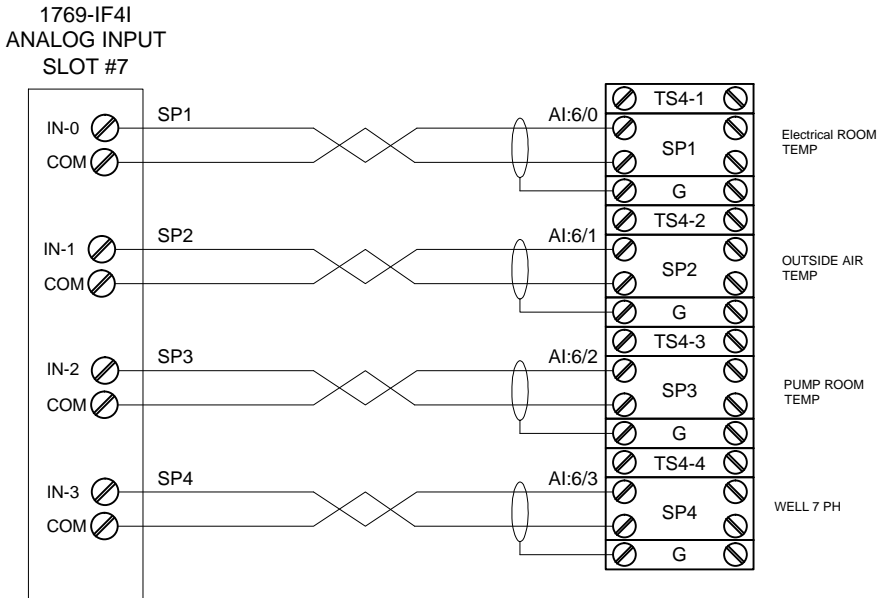 1769-IF4I
ANALOG INPUT
SLOT #7
IN-0
COM
SP1
AI:6/0
TS4-1
SP1
G
Electrical ROOM
TEMP
IN-1
COM
SP2
AI:6/1
TS4-2
SP2
G
OUTSIDE AIR
TEMP
IN-2
COM
SP3
AI:6/2
TS4-3
SP3
G
PUMP ROOM
TEMP
IN-3
COM
SP4
AI:6/3
TS4-4
SP4
G
WELL 7 PH